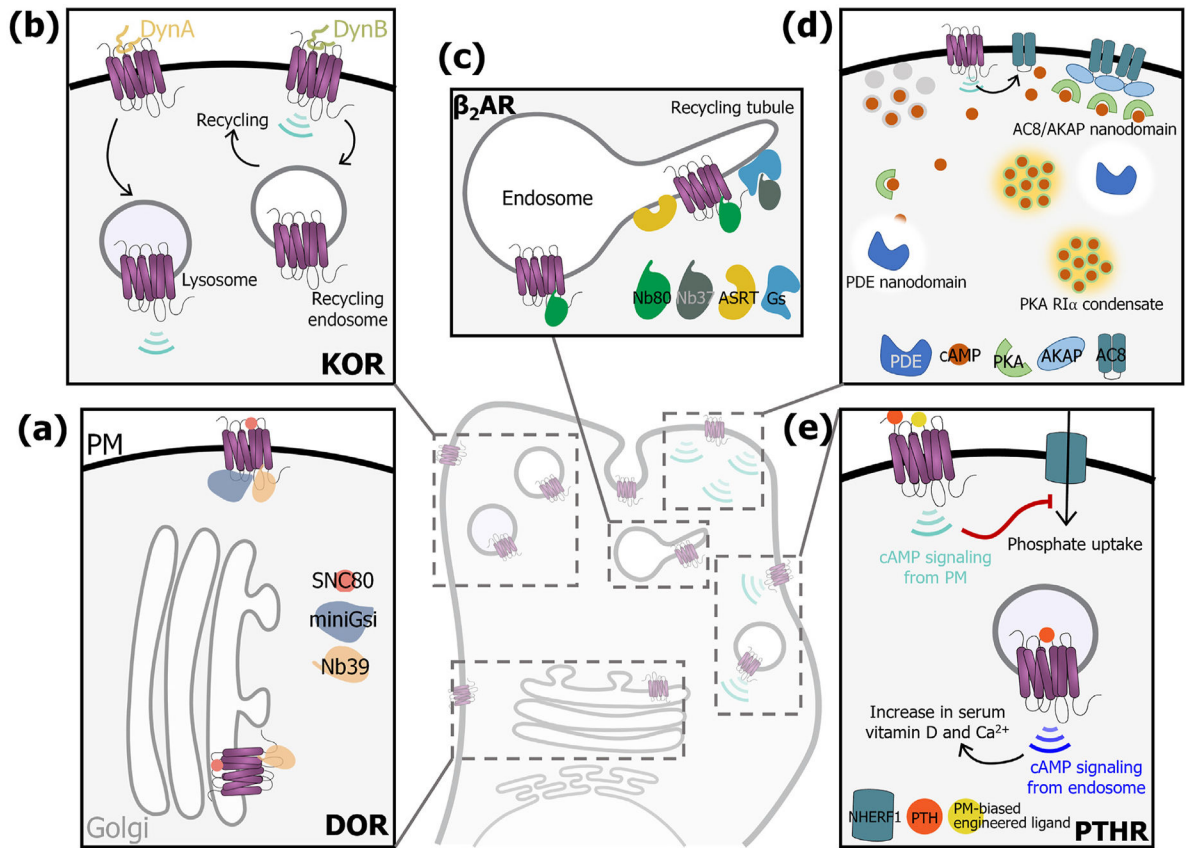 (b)
DynA
DynB
Recycling
Lysosome
Recycling
endosome
KOR
(c)
β₂AR
Recycling tubule
Endosome
Nb80
Nb37
ASRT
Gs
(d)
AC8/AKAP nanodomain
PDE nanodomain
PKA RIα condensate
PDE
cAMP
PKA
AKAP
AC8
(a)
PM
SNC80
miniGsi
Nb39
Golgi
DOR
(e)
cAMP signaling
from PM
Phosphate uptake
Increase in serum
vitamin D and Ca²⁺
cAMP signaling
from endosome
NHERF1
PTH
PM-biased
engineered ligand
PTHR